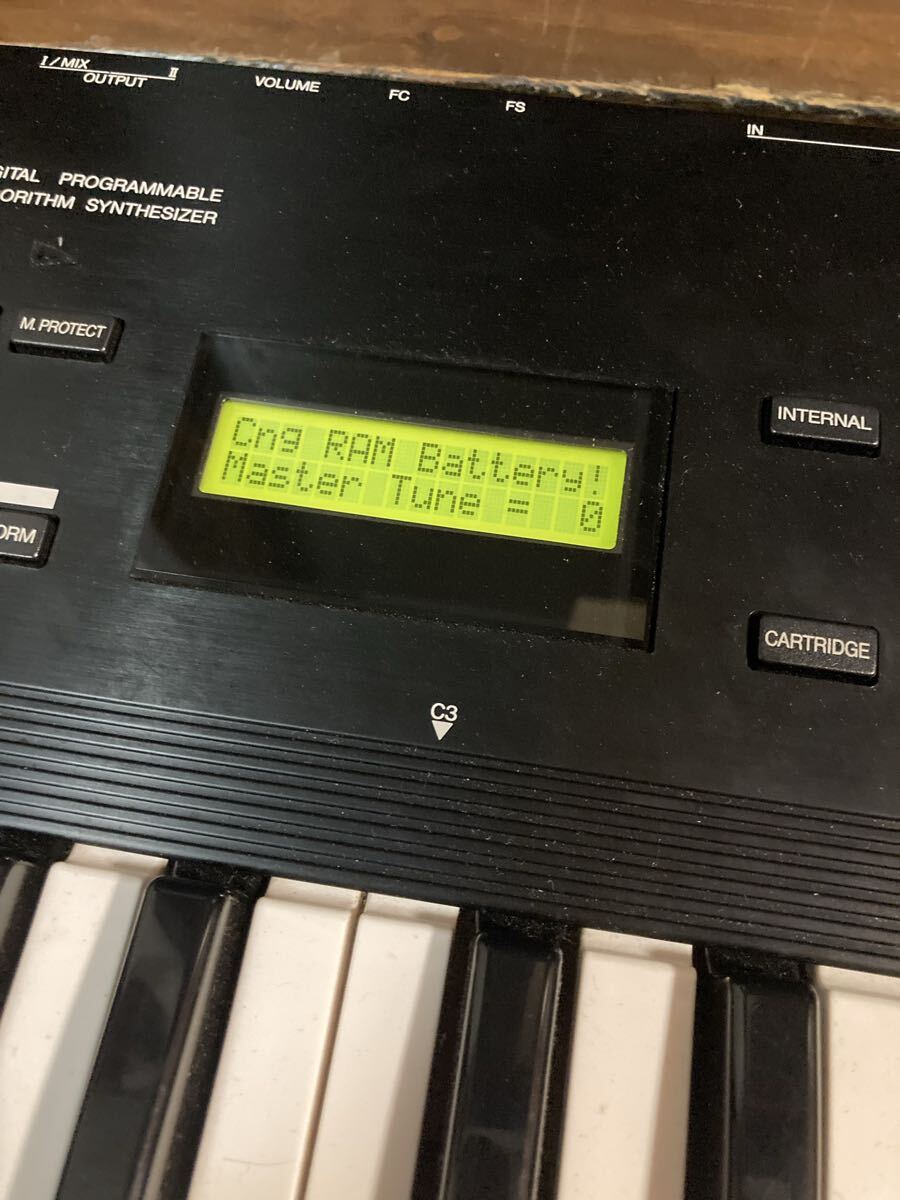 I/MIX II
OUTPUT
VOLUME
FC
FS
IN
GITAL PROGRAMMABLE
ORITHM SYNTHESIZER
M. PROTECT
INTERNAL
Cng RAM Battery!
Master Tune = 0
ORM
CARTRIDGE
C3